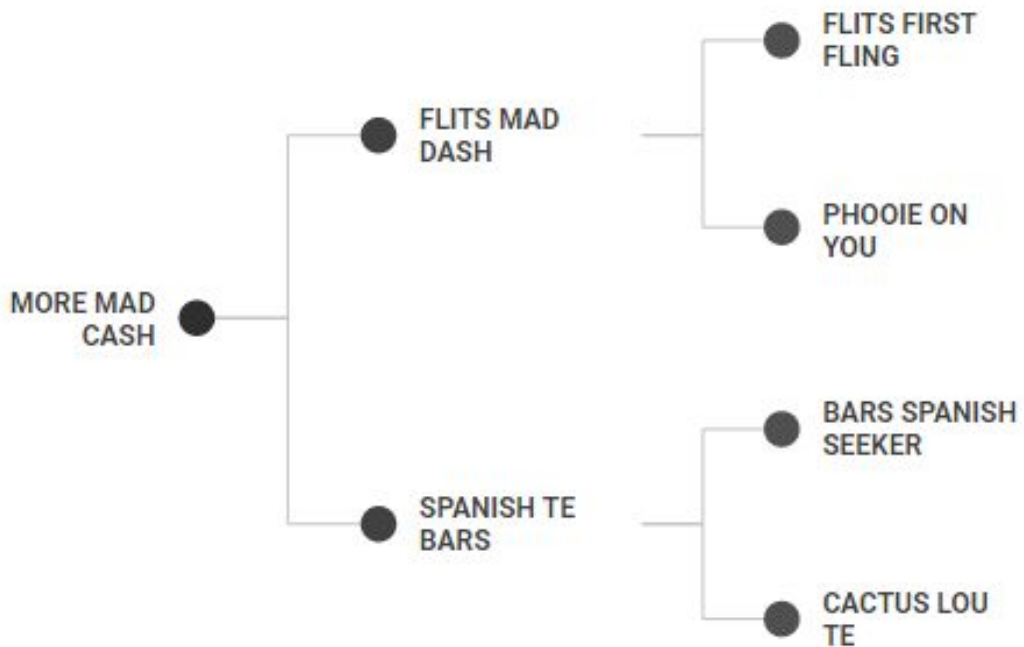 FLITS FIRST
FLING
FLITS MAD
DASH
PHOOIE ON
YOU
MORE MAD
CASH
BARS SPANISH
SEEKER
SPANISH TE
BARS
CACTUS LOU
TE